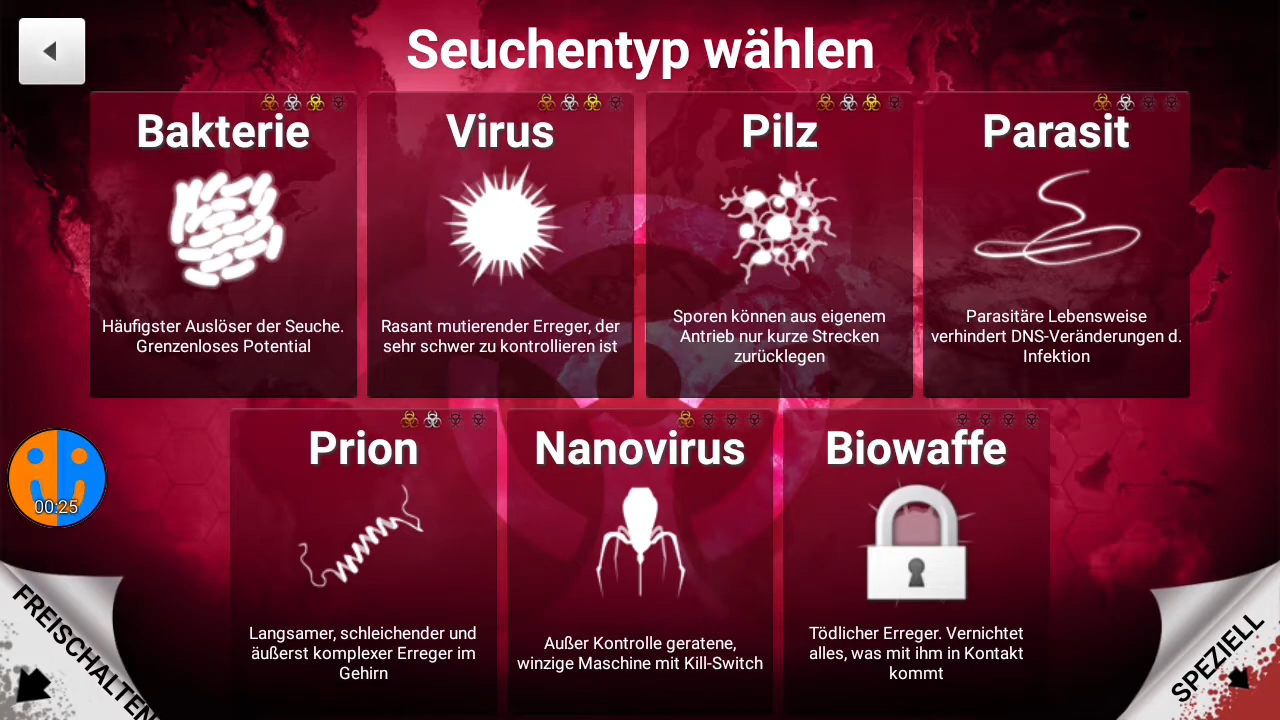 Seuchentyp wählen
Bakterie
Häufigster Auslöser der Seuche.
Grenzenloses Potential
Virus
Rasant mutierender Erreger, der
sehr schwer zu kontrollieren ist
Pilz
Sporen können aus eigenem
Antrieb nur kurze Strecken
zurücklegen
Parasit
Parasitäre Lebensweise
verhindert DNS-Veränderungen d.
Infektion
Prion
Langsamer, schleichender und
äußerst komplexer Erreger im
Gehirn
Nanovirus
Außer Kontrolle geratene,
winzige Maschine mit Kill-Switch
Biowaffe
Tödlicher Erreger. Vernichtet
alles, was mit ihm in Kontakt
kommt
00:25
FREISCHALTEN
SPEZIELL